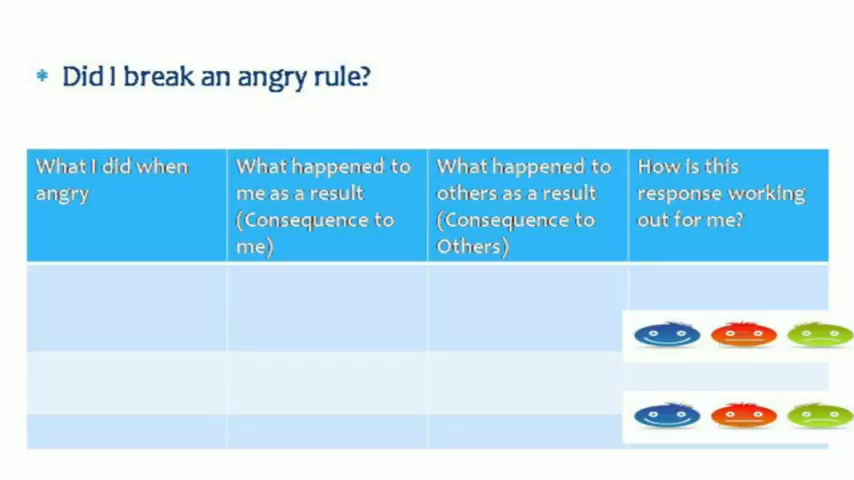 * Did I break an angry rule?
What I did when
angry
What happened to
me as a result
(Consequence to
me)
What happened to
others as a result
(Consequence to
Others)
How is this
response working
out for me?